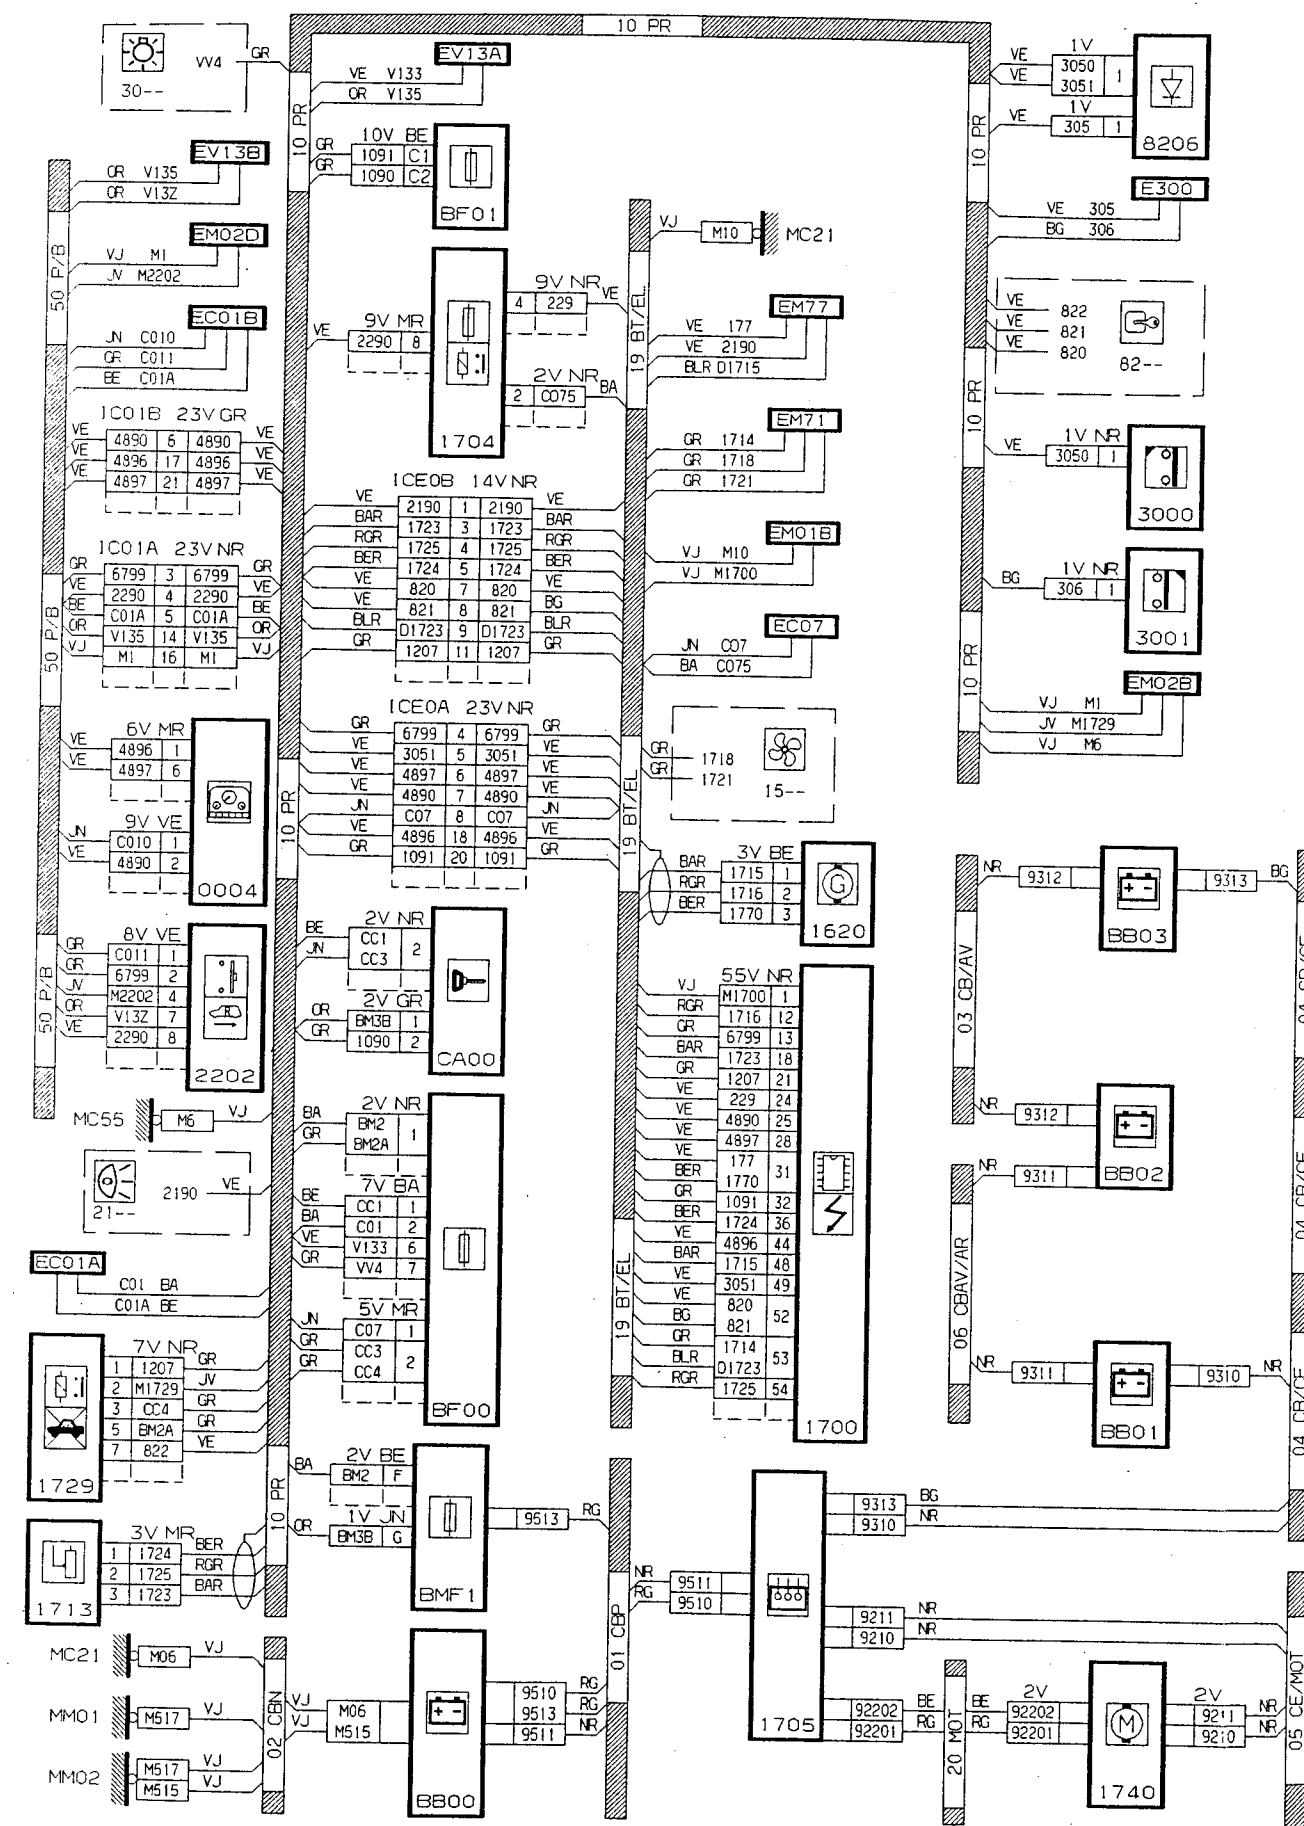 10 PR
VV4 GR
30--
EV13A
VE V133
OR V135
10 PR
10V BE
GR 1091 C1
GR 1090 C2
BF01
EV13B
OR V135
OR V13Z
EM02D
VJ M1
JV M2202
50 P/B
EC01B
JN C010
GR C011
BE C01A
9V MR
VE 2290 8
9V NR
4 229 VE
2V NR
2 C075 BA
1704
19 BT/EL
VJ M10 MC21
EM77
VE 177
VE 2190
BLR D1715
EM71
GR 1714
GR 1718
GR 1721
EM01B
VJ M10
VJ M1700
EC07
JN C07
BA C075
1V
VE 3050
VE 3051 1
1V
VE 305 1
8206
10 PR
E300
VE 305
BG 306
VE 822
VE 821
VE 820
82--
10 PR
1V NR
VE 3050 1
3000
1V NR
BG 306 1
3001
10 PR
EM02B
VJ M1
JV M1729
VJ M6
1C01B 23V GR
VE 4890 6 4890 VE
VE 4896 17 4896 VE
VE 4897 21 4897 VE
1C01A 23V NR
GR 6799 3 6799 GR
VE 2290 4 2290 VE
BE C01A 5 C01A BE
OR V135 14 V135 OR
VJ M1 16 M1 VJ
50 P/B
1CE0B 14V NR
VE 2190 1 2190 VE
BAR 1723 3 1723 BAR
RGR 1725 4 1725 RGR
BER 1724 5 1724 BER
VE 820 7 820 VE
VE 821 8 821 BG
BLR D1723 9 D1723 BLR
GR 1207 11 1207 GR
1CE0A 23V NR
GR 6799 4 6799 GR
VE 3051 5 3051 VE
VE 4897 6 4897 VE
VE 4890 7 4890 VE
JN C07 8 C07 JN
VE 4896 18 4896 VE
GR 1091 20 1091 GR
10 PR
19 BT/EL
GR 1718
GR 1721
15--
6V MR
VE 4896 1
VE 4897 6
9V VE
JN C010 1
VE 4890 2
0004
8V VE
GR C011 1
GR 6799 2
JV M2202 4
OR V13Z 7
VE 2290 8
2202
50 P/B
MC55 M6 VJ
2190 VE
21--
EC01A
C01 BA
C01A BE
2V NR
BE CC1
JN CC3 2
2V GR
OR BM3B 1
GR 1090 2
CA00
2V NR
BA BM2
GR BM2A 1
7V BA
BE CC1 1
BA C01 2
VE V133 6
GR VV4 7
5V MR
JN C07 1
GR CC3
GR CC4 2
BF00
3V BE
BAR 1715 1
RGR 1716 2
BER 1770 3
1620
55V NR
VJ M1700 1
RGR 1716 12
GR 6799 13
BAR 1723 18
GR 1207 21
VE 229 24
VE 4890 25
VE 4897 28
VE 177
BER 1770 31
GR 1091 32
BER 1724 36
VE 4896 44
BAR 1715 48
VE 3051 49
VE 820
BG 821 52
GR 1714
BLR D1723 53
RGR 1725 54
1700
19 BT/EL
NR 9312 9313 BG
BB03
03 CB/AV
NR 9312
NR 9311
BB02
06 CBAV/AR
NR 9311 9310 NR
BB01
04 CB/CE
7V NR
1 1207 GR
2 M1729 JV
3 CC4 GR
5 BM2A GR
7 822 VE
1729
3V MR
1 1724 BER
2 1725 RGR
3 1723 BAR
1713
10 PR
2V BE
BA BM2 F
1V JN
OR BM3B G
BMF1
9513 RG
MC21 M06 VJ
MM01 M517 VJ
MM02 M517 VJ
M515 VJ
02 CBN
VJ M06
VJ M515
BB00
9510 RG
9513 RG
9511 NR
01 CBP
NR 9511
RG 9510
1705
9313 BG
9310 NR
9211 NR
9210 NR
92202 BE
92201 RG
20 MOT
2V
BE 92202
RG 92201
1740
2V
9211 NR
9210 NR
05 CE/MOT